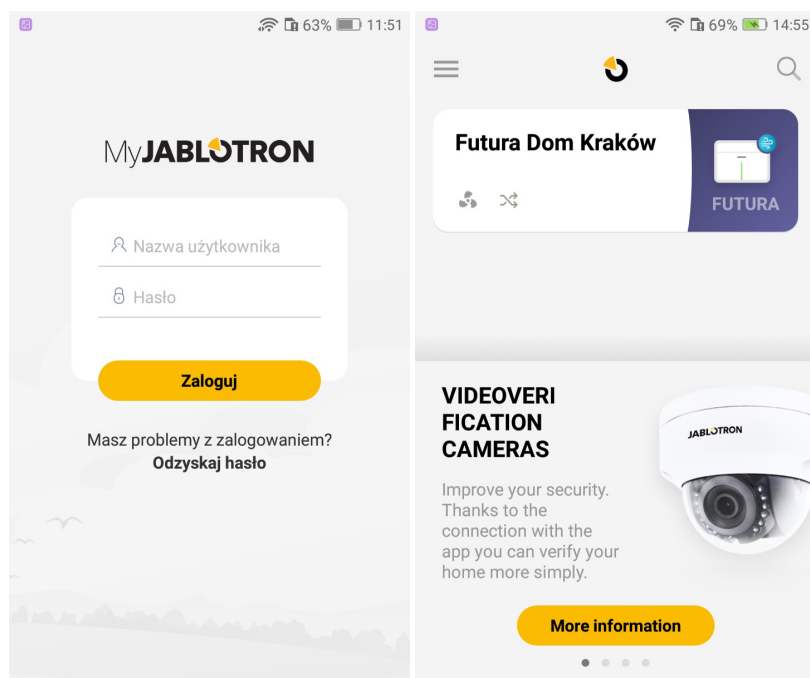 63% 11:51
MyJABLOTRON
Nazwa użytkownika
Hasło
Zaloguj
Masz problemy z zalogowaniem?
Odzyskaj hasło
69% 14:55
Futura Dom Kraków
FUTURA
VIDEOVERI
FICATION
CAMERAS
JABLOTRON
Improve your security.
Thanks to the
connection with the
app you can verify your
home more simply.
More information